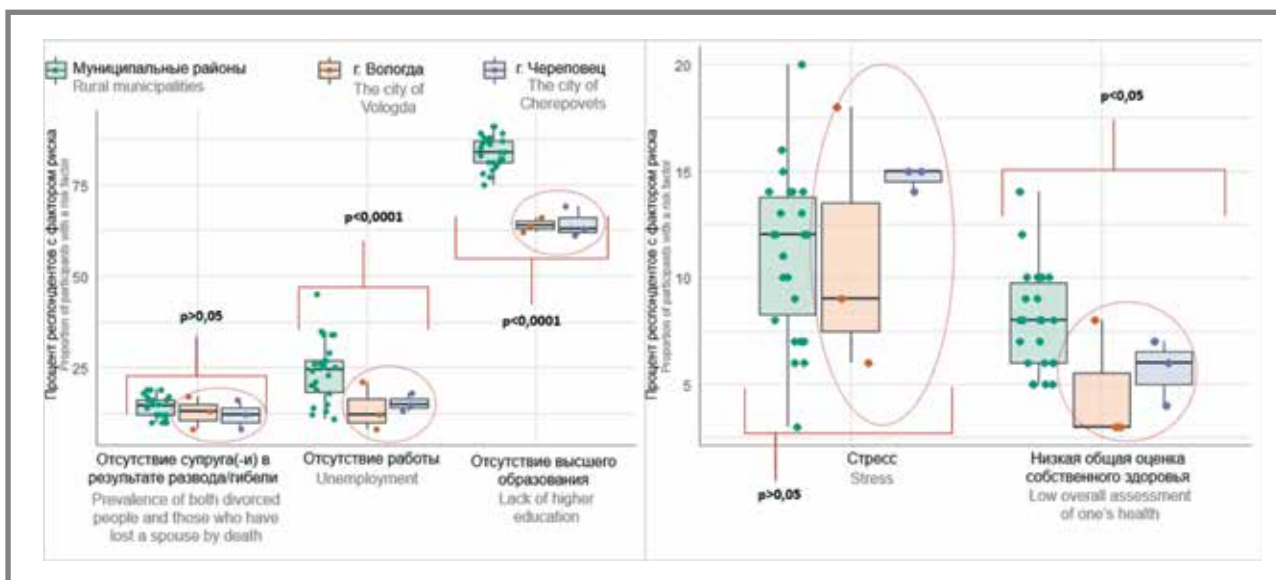 Муниципальные районы
Rural municipalities
г. Вологда
The city of
Vologda
г. Череповец
The city of
Cherepovets
Процент респондентов с фактором риска
Proportion of participants with a risk factor
75
50
25
p>0,05
p<0,0001
p<0,0001
Отсутствие супруга(-и) в
результате развода/гибели
Prevalence of both divorced
people and those who have
lost a spouse by death
Отсутствие работы
Unemployment
Отсутствие высшего
образования
Lack of higher
education
Процент респондентов с фактором риска
Proportion of participants with a risk factor
20
15
10
5
p<0,05
p>0,05
Стресс
Stress
Низкая общая оценка
собственного здоровья
Low overall assessment
of one's health